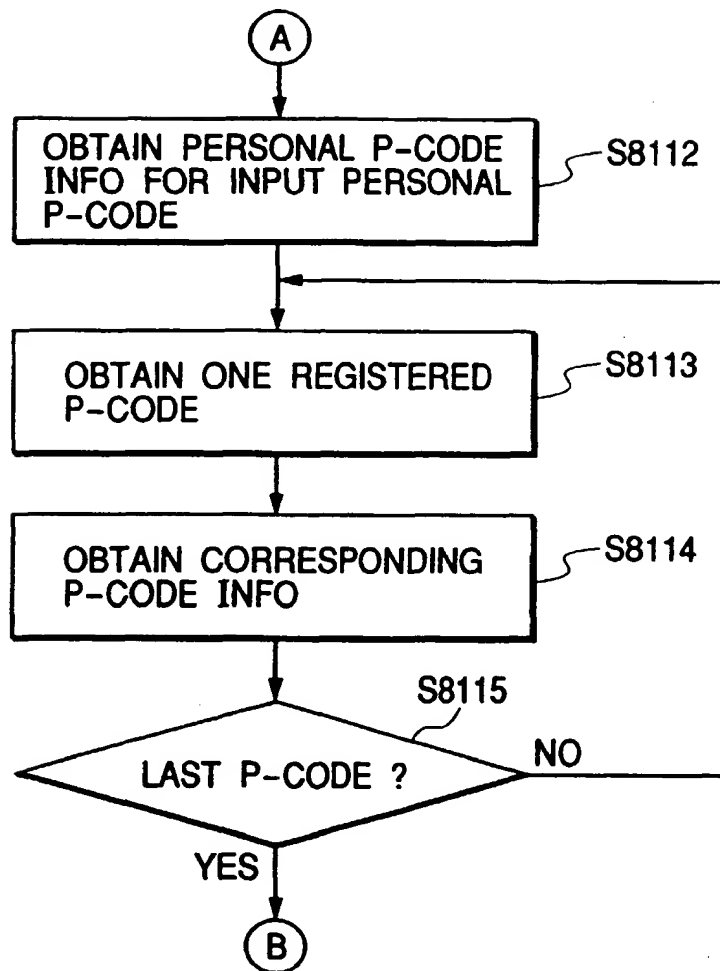 A
OBTAIN PERSONAL P-CODE
INFO FOR INPUT PERSONAL
P-CODE
S8112
OBTAIN ONE REGISTERED
P-CODE
S8113
OBTAIN CORRESPONDING
P-CODE INFO
S8114
S8115
LAST P-CODE ?
NO
YES
B